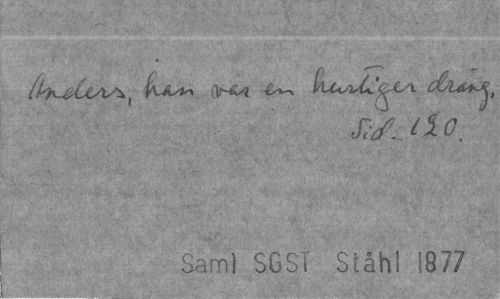 Anders, han var en hurtiger dräng.
Sid. 120.
Saml SGST Ståhl 1877